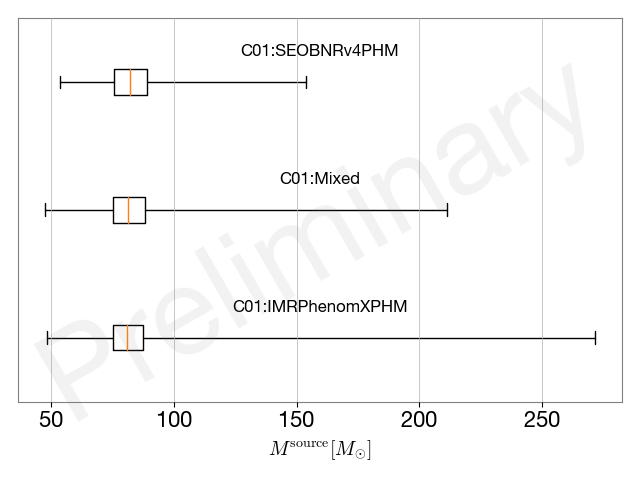 C01:SEOBNRv4PHM
C01:Mixed
C01:IMRPhenomXPHM
Preliminary
50 100 150 200 250
M^source [M_⊙]